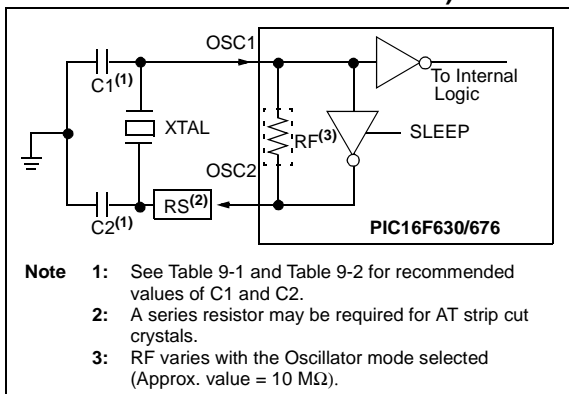 OSC1
C1(1)
To Internal
Logic
XTAL
RF(3)
SLEEP
OSC2
RS(2)
C2(1)
PIC16F630/676
Note 1: See Table 9-1 and Table 9-2 for recommended
values of C1 and C2.
2: A series resistor may be required for AT strip cut
crystals.
3: RF varies with the Oscillator mode selected
(Approx. value = 10 MΩ).